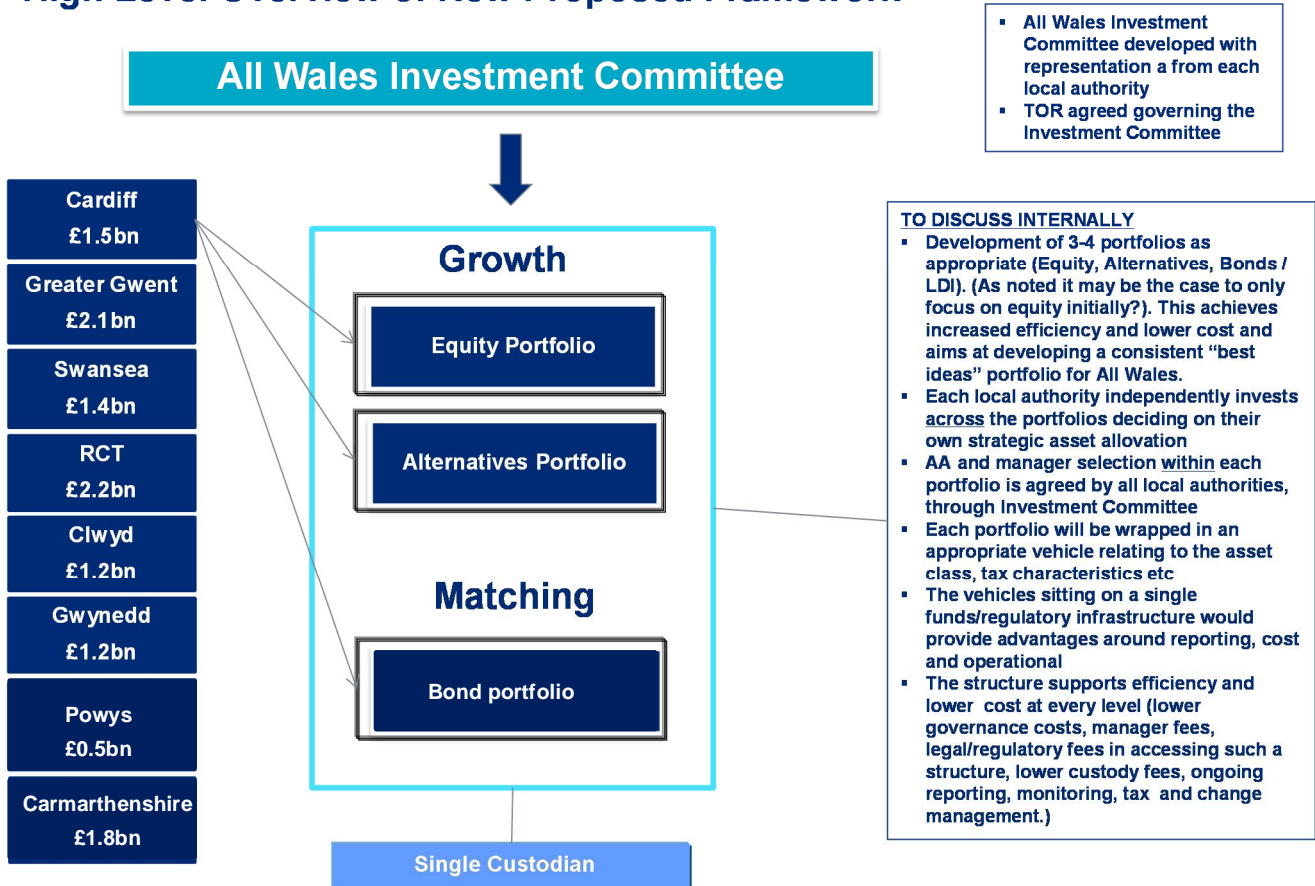 High Level Overview of New Proposed Framework
All Wales Investment Committee
▪ All Wales Investment
Committee developed with
representation a from each
local authority
▪ TOR agreed governing the
Investment Committee
Cardiff
£1.5bn
Greater Gwent
£2.1bn
Swansea
£1.4bn
RCT
£2.2bn
Clwyd
£1.2bn
Gwynedd
£1.2bn
Powys
£0.5bn
Carmarthenshire
£1.8bn
Growth
Equity Portfolio
Alternatives Portfolio
Matching
Bond portfolio
Single Custodian
TO DISCUSS INTERNALLY
▪ Development of 3-4 portfolios as
appropriate (Equity, Alternatives, Bonds /
LDI). (As noted it may be the case to only
focus on equity initially?). This achieves
increased efficiency and lower cost and
aims at developing a consistent “best
ideas” portfolio for All Wales.
▪ Each local authority independently invests
across the portfolios deciding on their
own strategic asset allovation
▪ AA and manager selection within each
portfolio is agreed by all local authorities,
through Investment Committee
▪ Each portfolio will be wrapped in an
appropriate vehicle relating to the asset
class, tax characteristics etc
▪ The vehicles sitting on a single
funds/regulatory infrastructure would
provide advantages around reporting, cost
and operational
▪ The structure supports efficiency and
lower cost at every level (lower
governance costs, manager fees,
legal/regulatory fees in accessing such a
structure, lower custody fees, ongoing
reporting, monitoring, tax and change
management.)